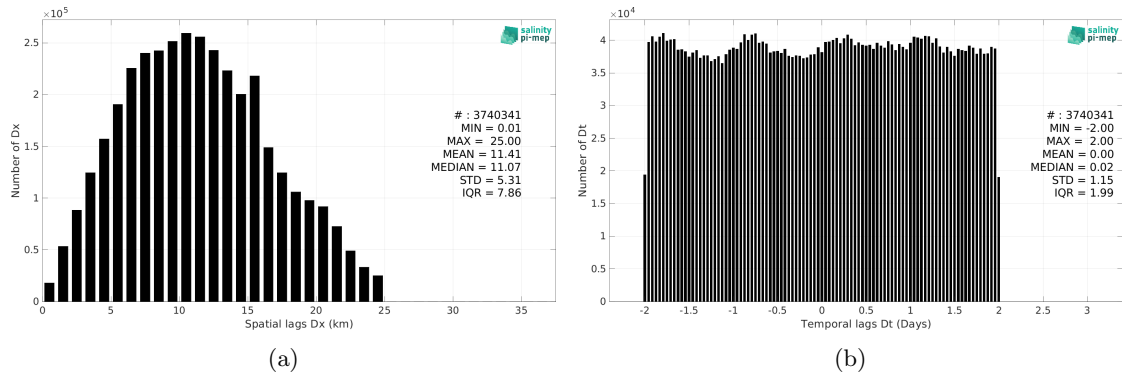 ×10^5
2.5
2
1.5
1
0.5
0
Number of Dx
0 5 10 15 20 25 30 35
Spatial lags Dx (km)
salinity
pi-mep
# : 3740341
MIN = 0.01
MAX = 25.00
MEAN = 11.41
MEDIAN = 11.07
STD = 5.31
IQR = 7.86
(a)
×10^4
4
3.5
3
2.5
2
1.5
1
0.5
0
Number of Dt
-2 -1.5 -1 -0.5 0 0.5 1 1.5 2 2.5 3
Temporal lags Dt (Days)
salinity
pi-mep
# : 3740341
MIN = -2.00
MAX = 2.00
MEAN = 0.00
MEDIAN = 0.02
STD = 1.15
IQR = 1.99
(b)